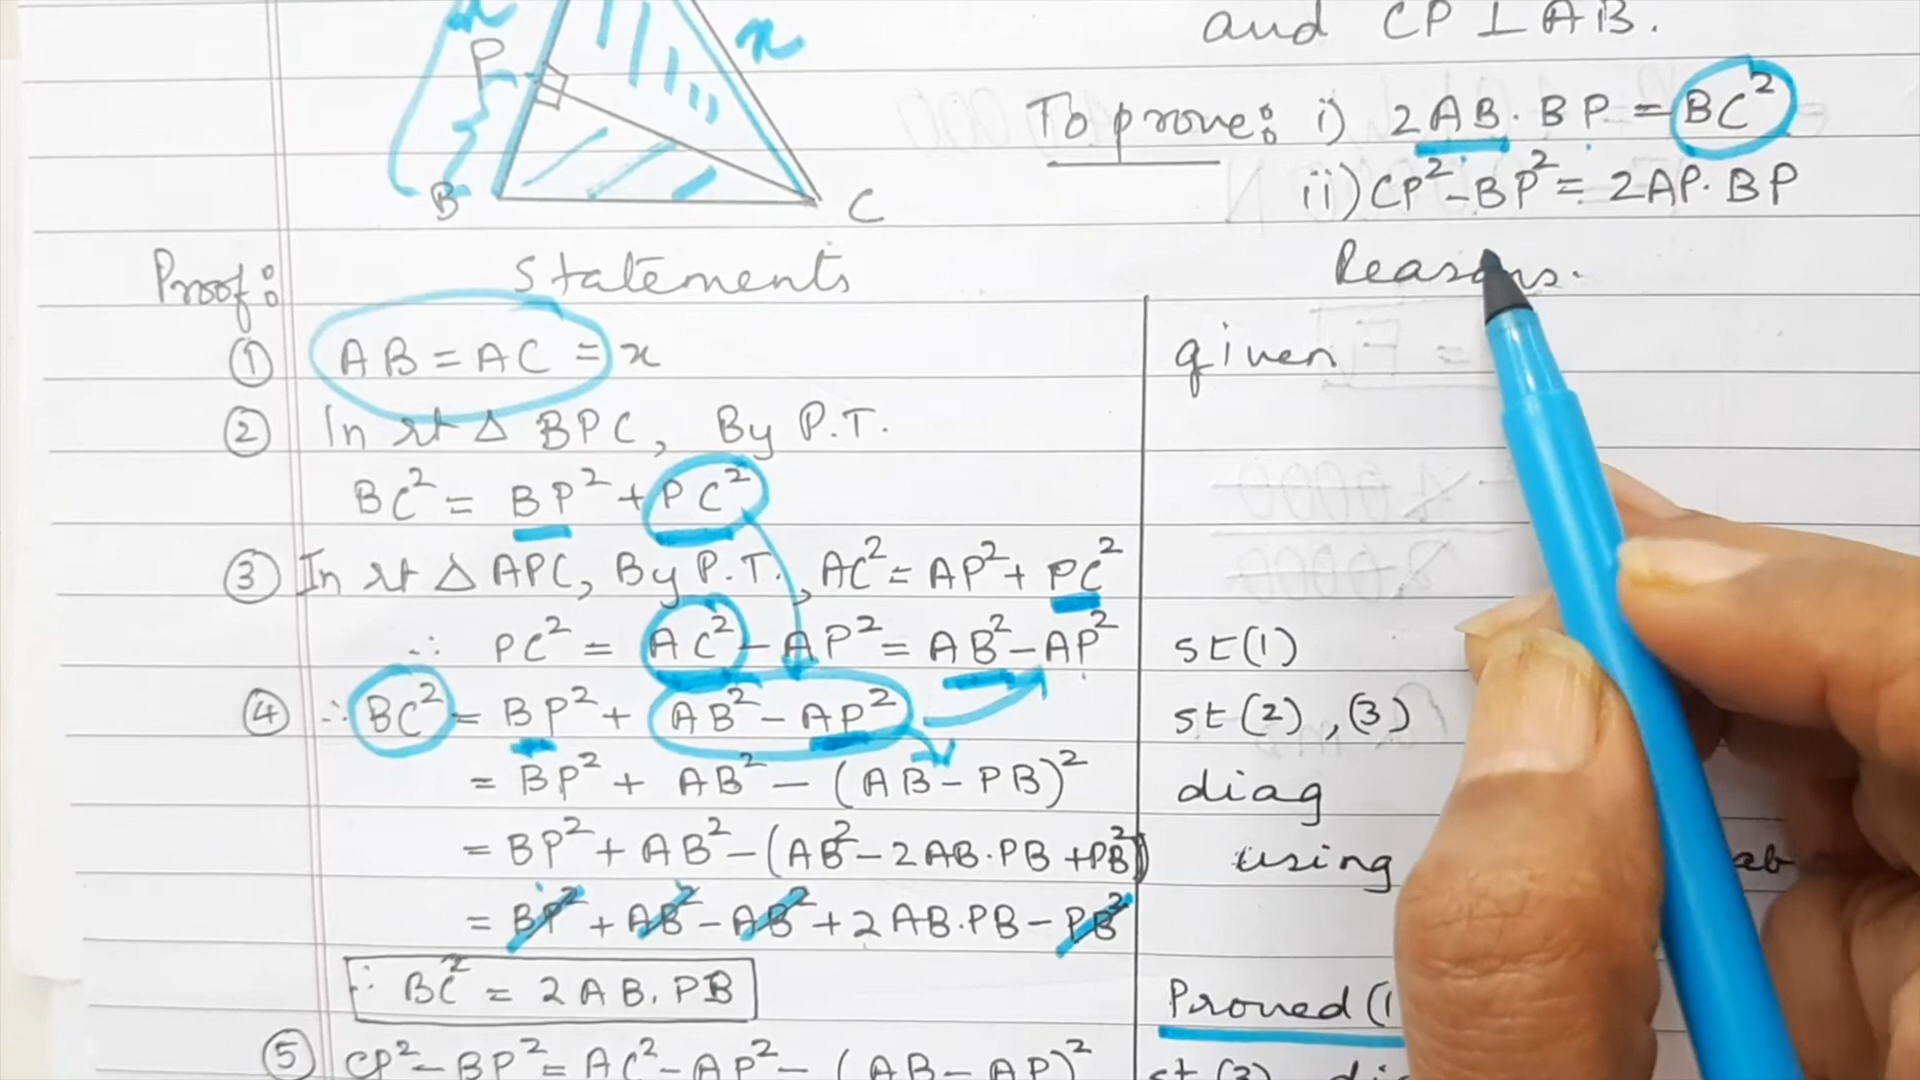 and CP ⊥ AB.
x
x
P
To prove: i) 2AB.BP = BC²
ii) CP² - BP² = 2AP.BP
B
C
Proof: Statements Reasons.
① AB = AC = x given
② In rt △ BPC, By P.T.
BC² = BP² + PC²
③ In rt △ APC, By P.T., AC² = AP² + PC²
∴ PC² = AC² - AP² = AB² - AP² st(1)
④ ∴ BC² = BP² + AB² - AP² st(2),(3)
= BP² + AB² - (AB - PB)² diag
= BP² + AB² - (AB² - 2AB.PB + PB²) using ab
= BP² + AB² - AB² + 2AB.PB - PB²
∴ BC² = 2AB.PB Proved (1
⑤ CP² - BP² = AC² - AP² - (AB - AP)² st(3)